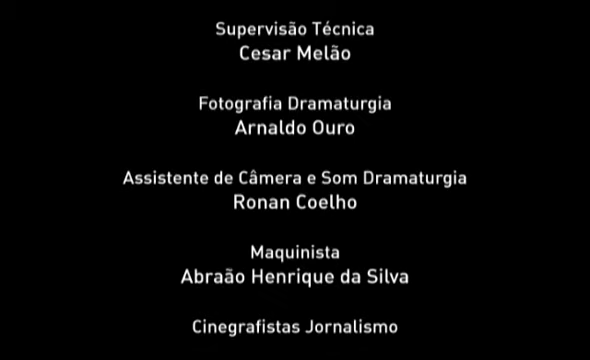 Supervisão Técnica
Cesar Melão
Fotografia Dramaturgia
Arnaldo Ouro
Assistente de Câmera e Som Dramaturgia
Ronan Coelho
Maquinista
Abraão Henrique da Silva
Cinegrafistas Jornalismo